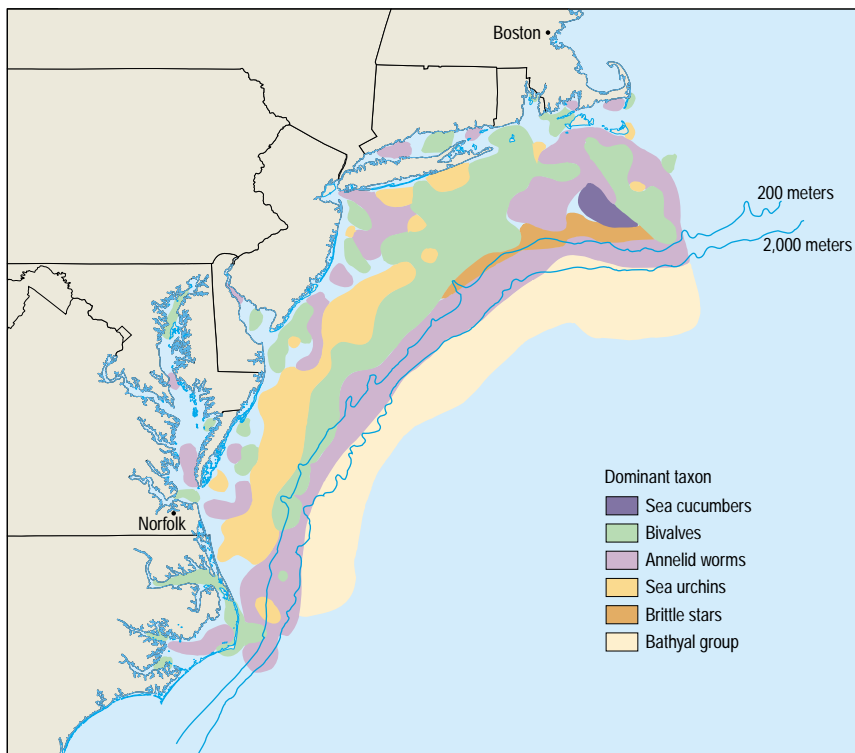 Boston
200 meters
2,000 meters
Norfolk
Dominant taxon
Sea cucumbers
Bivalves
Annelid worms
Sea urchins
Brittle stars
Bathyal group